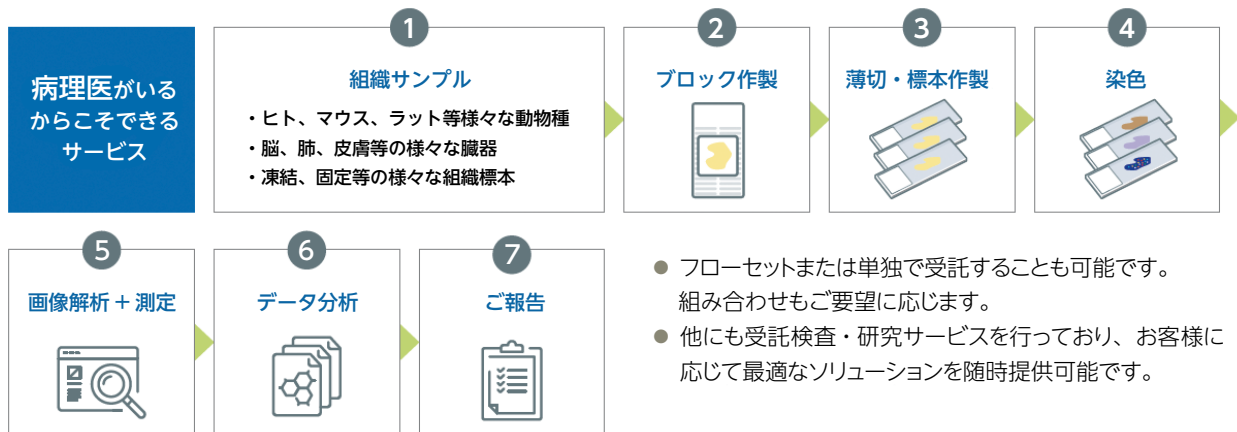 病理医がいる
からこそできる
サービス
1
組織サンプル
・ヒト、マウス、ラット等様々な動物種
・脳、肺、皮膚等の様々な臓器
・凍結、固定等の様々な組織標本
2
ブロック作製
3
薄切・標本作製
4
染色
5
画像解析 + 測定
6
データ分析
7
ご報告
● フローセットまたは単独で受託することも可能です。
組み合わせもご要望に応じます。
● 他にも受託検査・研究サービスを行っており、お客様に
応じて最適なソリューションを随時提供可能です。